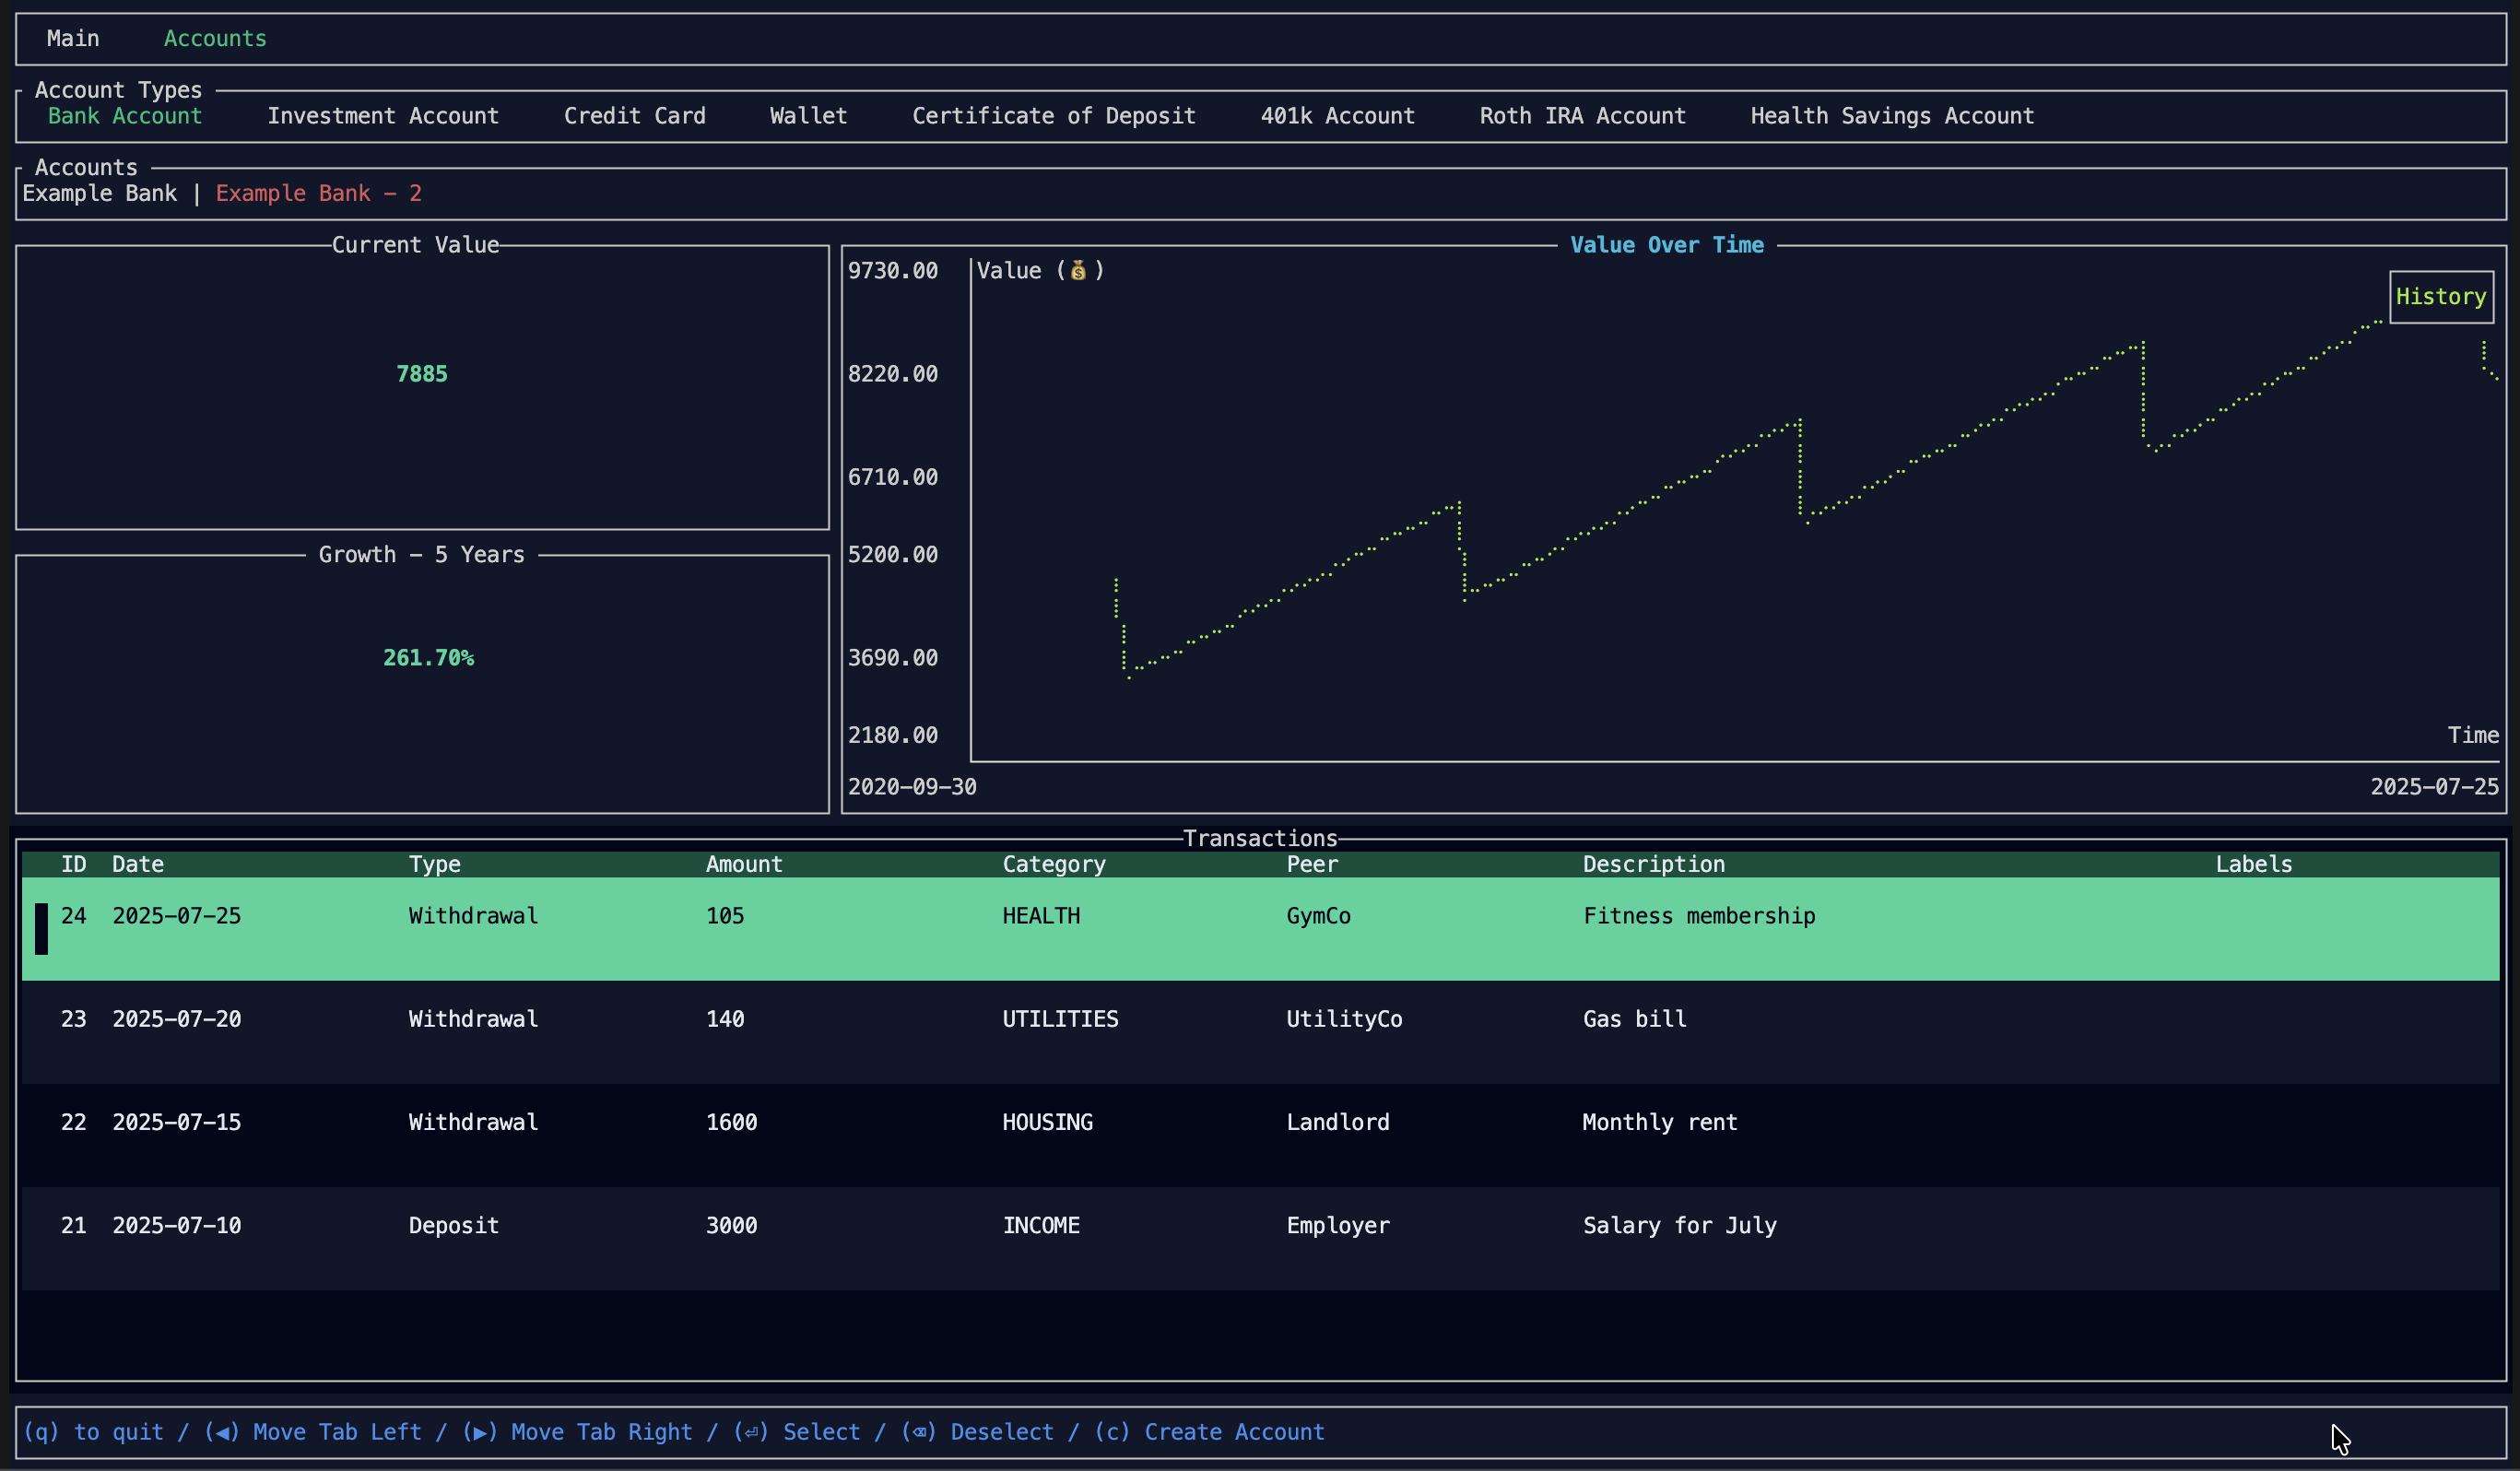 Main Accounts
Account Types
Bank Account Investment Account Credit Card Wallet Certificate of Deposit 401k Account Roth IRA Account Health Savings Account
Accounts
Example Bank | Example Bank - 2
Current Value
7885
Growth - 5 Years
261.70%
Value Over Time
Value (💰)
History
9730.00
8220.00
6710.00
5200.00
3690.00
2180.00
Time
2020-09-30 2025-07-25
Transactions
ID Date Type Amount Category Peer Description Labels
24 2025-07-25 Withdrawal 105 HEALTH GymCo Fitness membership
23 2025-07-20 Withdrawal 140 UTILITIES UtilityCo Gas bill
22 2025-07-15 Withdrawal 1600 HOUSING Landlord Monthly rent
21 2025-07-10 Deposit 3000 INCOME Employer Salary for July
(q) to quit / (◀) Move Tab Left / (▶) Move Tab Right / (⏎) Select / (⌫) Deselect / (c) Create Account